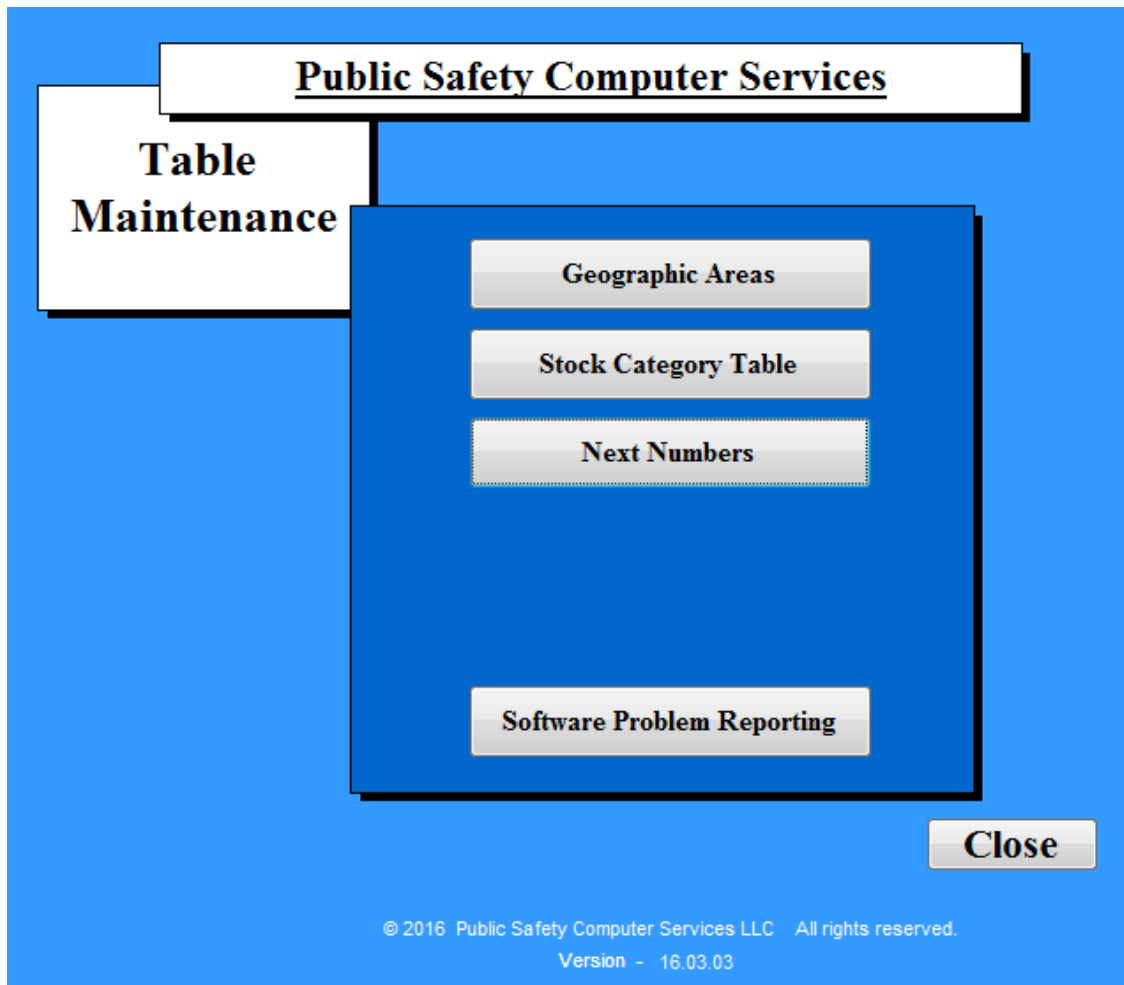 Public Safety Computer Services
Table
Maintenance
Geographic Areas
Stock Category Table
Next Numbers
Software Problem Reporting
Close
© 2016 Public Safety Computer Services LLC All rights reserved.
Version - 16.03.03